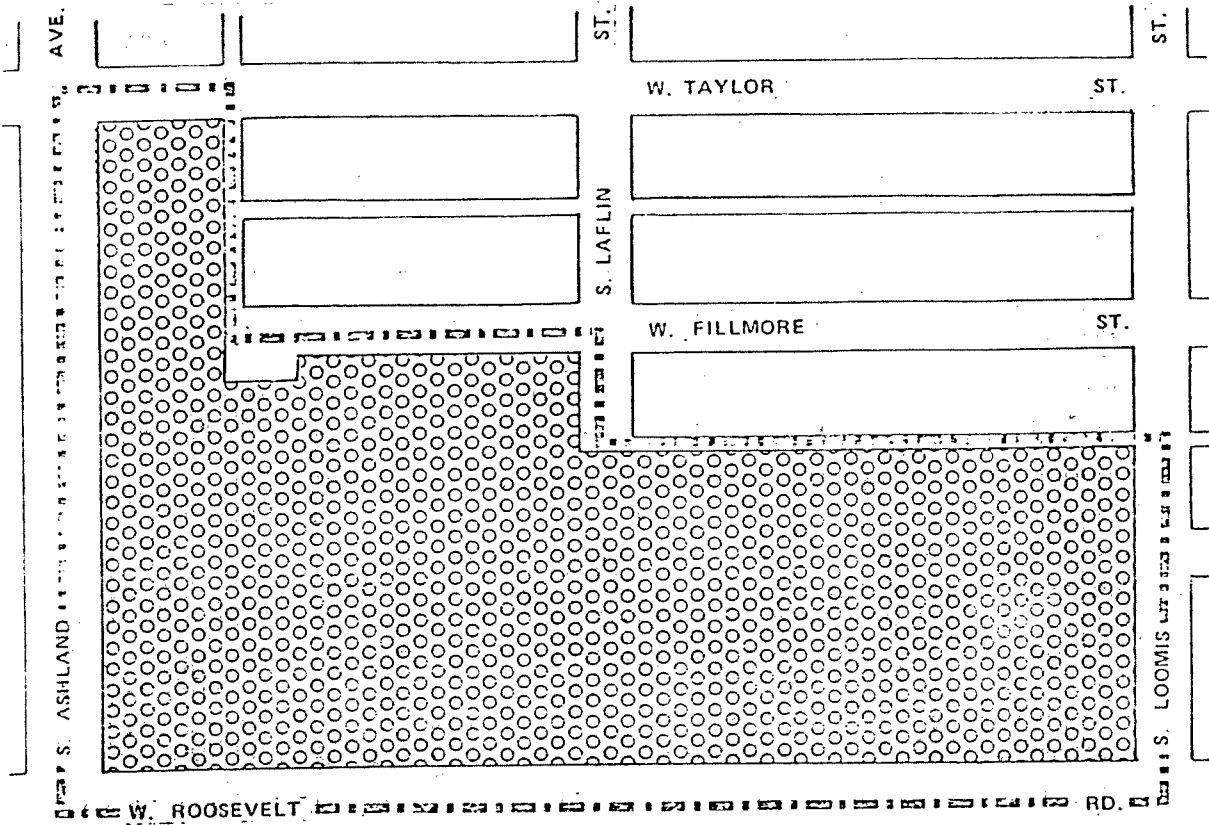 AVE.
ST.
ST.
W. TAYLOR ST.
S. LAFLIN
W. FILLMORE ST.
S. ASHLAND
S. LOOMIS
W. ROOSEVELT RD.